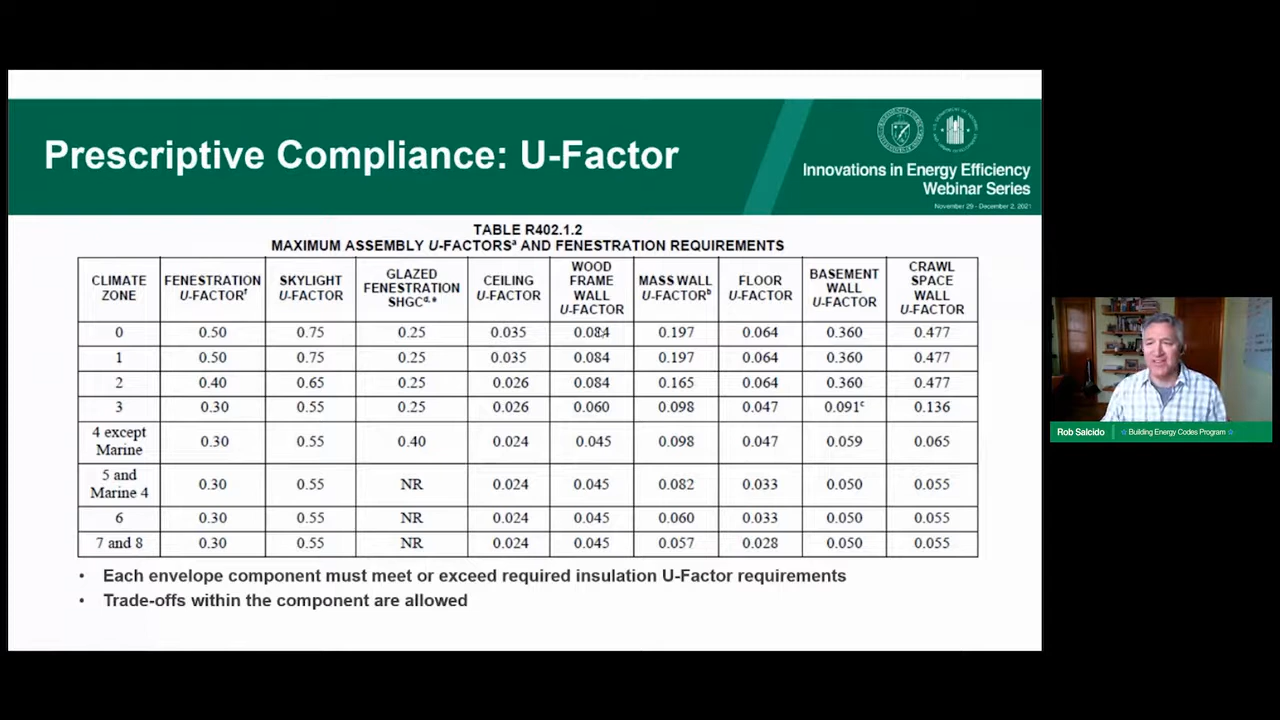 Prescriptive Compliance: U-Factor
Innovations in Energy Efficiency
Webinar Series
November 29 - December 2, 2021
TABLE R402.1.2
MAXIMUM ASSEMBLY U-FACTORSa AND FENESTRATION REQUIREMENTS
CLIMATE ZONE | FENESTRATION U-FACTORf | SKYLIGHT U-FACTOR | GLAZED FENESTRATION SHGCd, e | CEILING U-FACTOR | WOOD FRAME WALL U-FACTOR | MASS WALL U-FACTORb | FLOOR U-FACTOR | BASEMENT WALL U-FACTOR | CRAWL SPACE WALL U-FACTOR
0 | 0.50 | 0.75 | 0.25 | 0.035 | 0.084 | 0.197 | 0.064 | 0.360 | 0.477
1 | 0.50 | 0.75 | 0.25 | 0.035 | 0.084 | 0.197 | 0.064 | 0.360 | 0.477
2 | 0.40 | 0.65 | 0.25 | 0.026 | 0.084 | 0.165 | 0.064 | 0.360 | 0.477
3 | 0.30 | 0.55 | 0.25 | 0.026 | 0.060 | 0.098 | 0.047 | 0.091c | 0.136
4 except Marine | 0.30 | 0.55 | 0.40 | 0.024 | 0.045 | 0.098 | 0.047 | 0.059 | 0.065
5 and Marine 4 | 0.30 | 0.55 | NR | 0.024 | 0.045 | 0.082 | 0.033 | 0.050 | 0.055
6 | 0.30 | 0.55 | NR | 0.024 | 0.045 | 0.060 | 0.033 | 0.050 | 0.055
7 and 8 | 0.30 | 0.55 | NR | 0.024 | 0.045 | 0.057 | 0.028 | 0.050 | 0.055
• Each envelope component must meet or exceed required insulation U-Factor requirements
• Trade-offs within the component are allowed
Rob Salcido | ☆ Building Energy Codes Program ☆